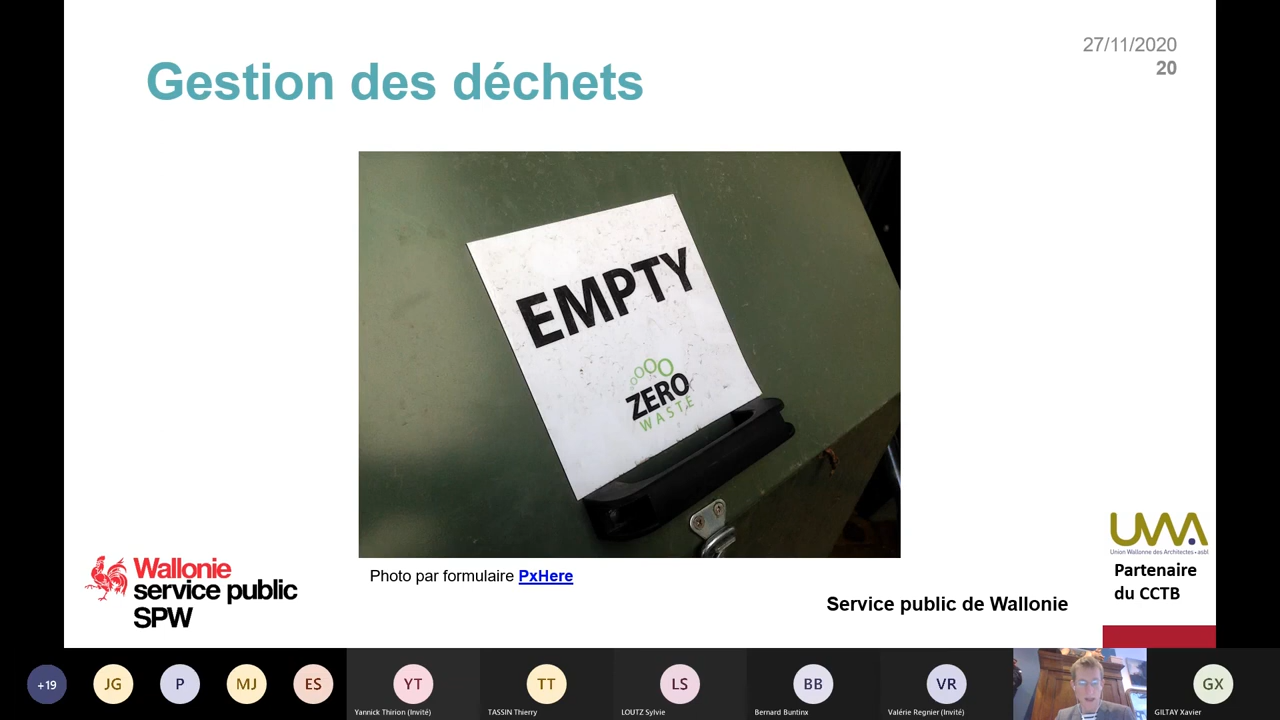 27/11/2020
20
Gestion des déchets
EMPTY
ZERO
WASTE
Photo par formulaire PxHere
Wallonie
service public
SPW
Service public de Wallonie
UWA
Union Wallonne des Architectes • asbl
Partenaire
du CCTB
+19
JG
P
MJ
ES
YT
TT
LS
BB
VR
GX
Yannick Thirion (Invité)
TASSIN Thierry
LOUTZ Sylvie
Bernard Buntinx
Valérie Regnier (Invité)
GILTAY Xavier